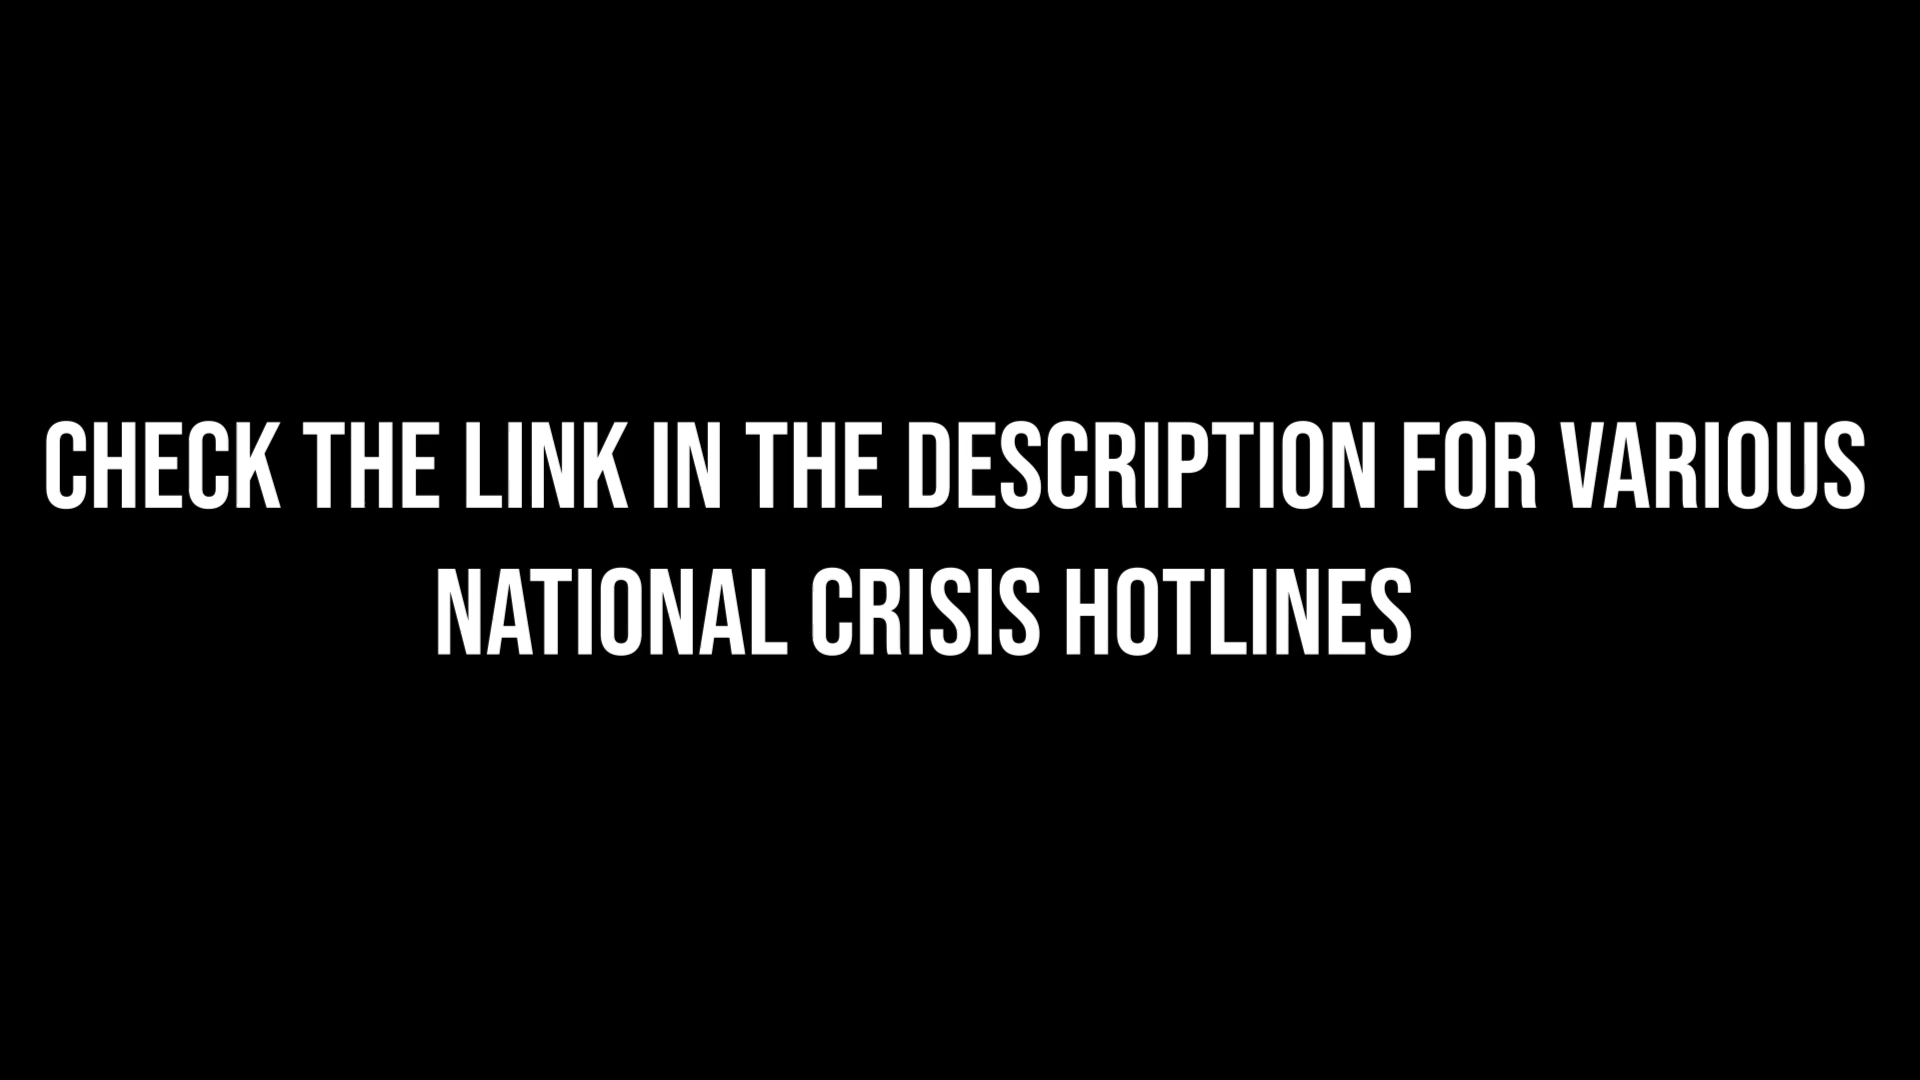 CHECK THE LINK IN THE DESCRIPTION FOR VARIOUS
NATIONAL CRISIS HOTLINES